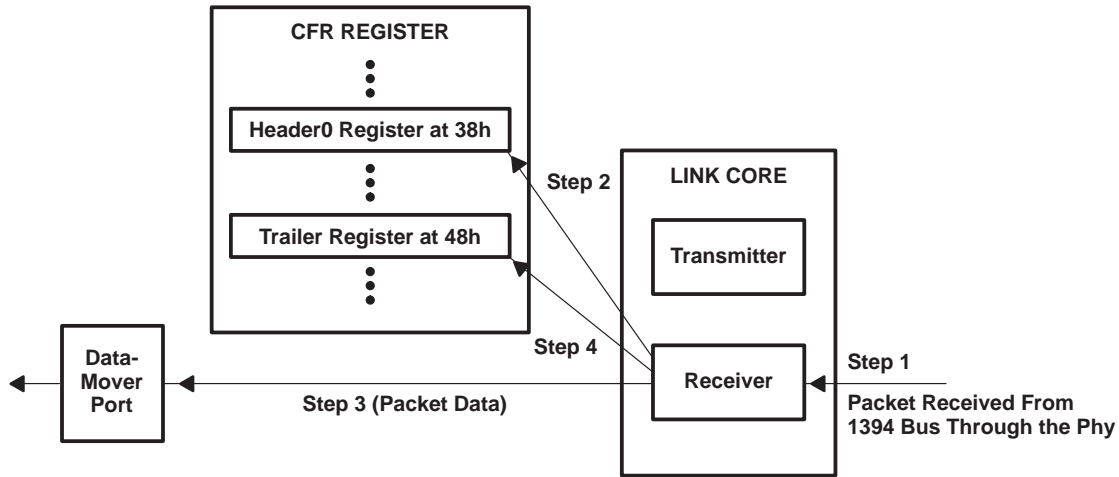 CFR REGISTER
Header0 Register at 38h
Trailer Register at 48h
Step 2
LINK CORE
Transmitter
Step 4
Receiver
Step 1
Packet Received From
1394 Bus Through the Phy
Step 3 (Packet Data)
Data-
Mover
Port